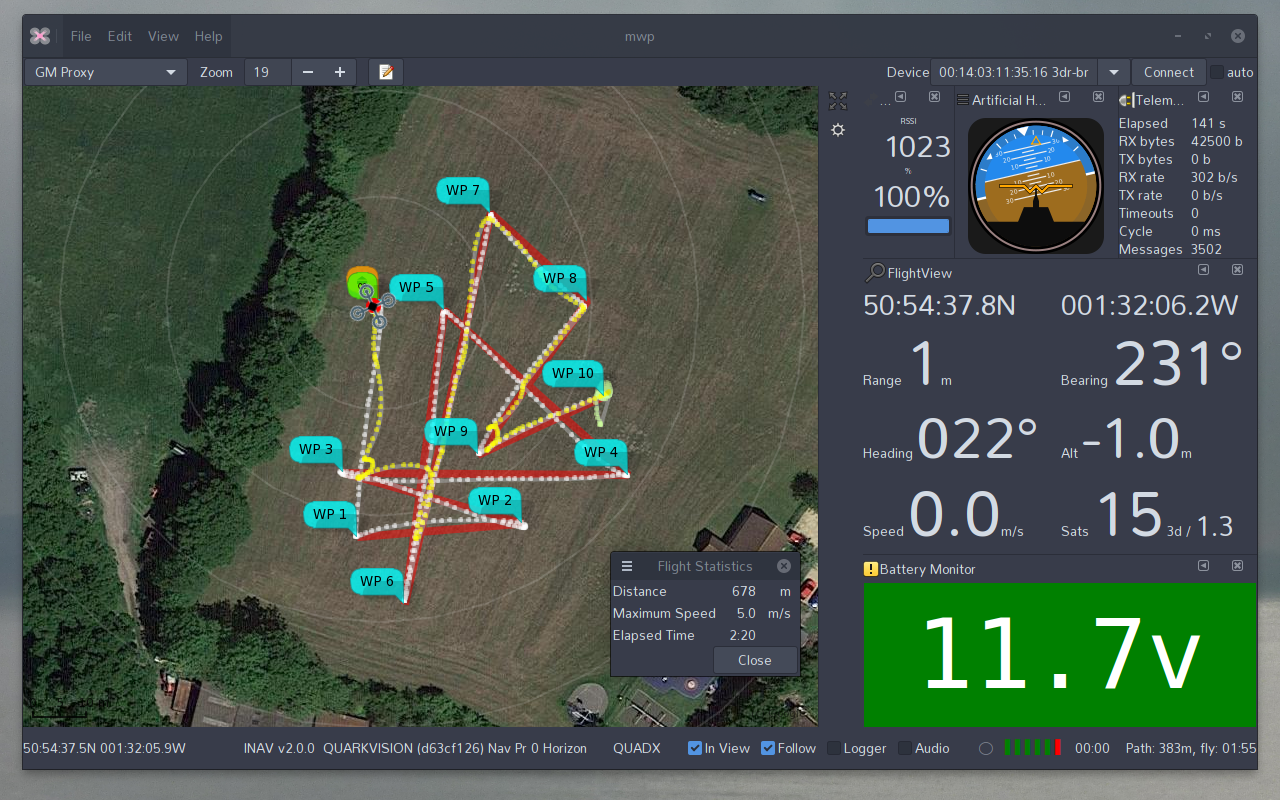 File Edit View Help
mwp
GM Proxy Zoom 19 − +
Device 00:14:03:11:35:16 3dr-br Connect auto
...
RSSI
1023
%
100%
Artificial H...
Telem...
Elapsed 141 s
RX bytes 42500 b
TX bytes 0 b
RX rate 302 b/s
TX rate 0 b/s
Timeouts 0
Cycle 0 ms
Messages 3502
FlightView
50:54:37.8N 001:32:06.2W
Range 1 m Bearing 231°
Heading 022° Alt -1.0 m
Speed 0.0 m/s Sats 15 3d / 1.3
Battery Monitor
11.7v
WP 7
WP 8
WP 5
WP 10
WP 9
WP 3
WP 4
WP 2
WP 1
WP 6
Flight Statistics
Distance 678 m
Maximum Speed 5.0 m/s
Elapsed Time 2:20
Close
50:54:37.5N 001:32:05.9W INAV v2.0.0 QUARKVISION (d63cf126) Nav Pr 0 Horizon QUADX In View Follow Logger Audio 00:00 Path: 383m, fly: 01:55